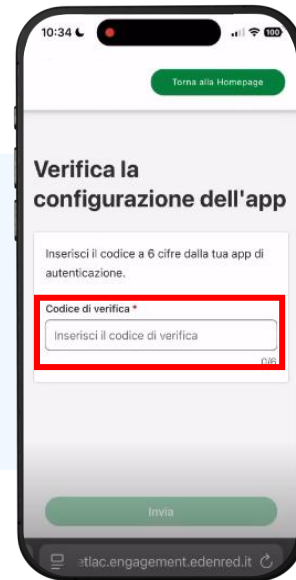 10:34
100
Torna alla Homepage
Verifica la
configurazione dell'app
Inserisci il codice a 6 cifre dalla tua app di
autenticazione.
Codice di verifica *
Inserisci il codice di verifica
0/6
Invia
etlac.engagement.edenred.it